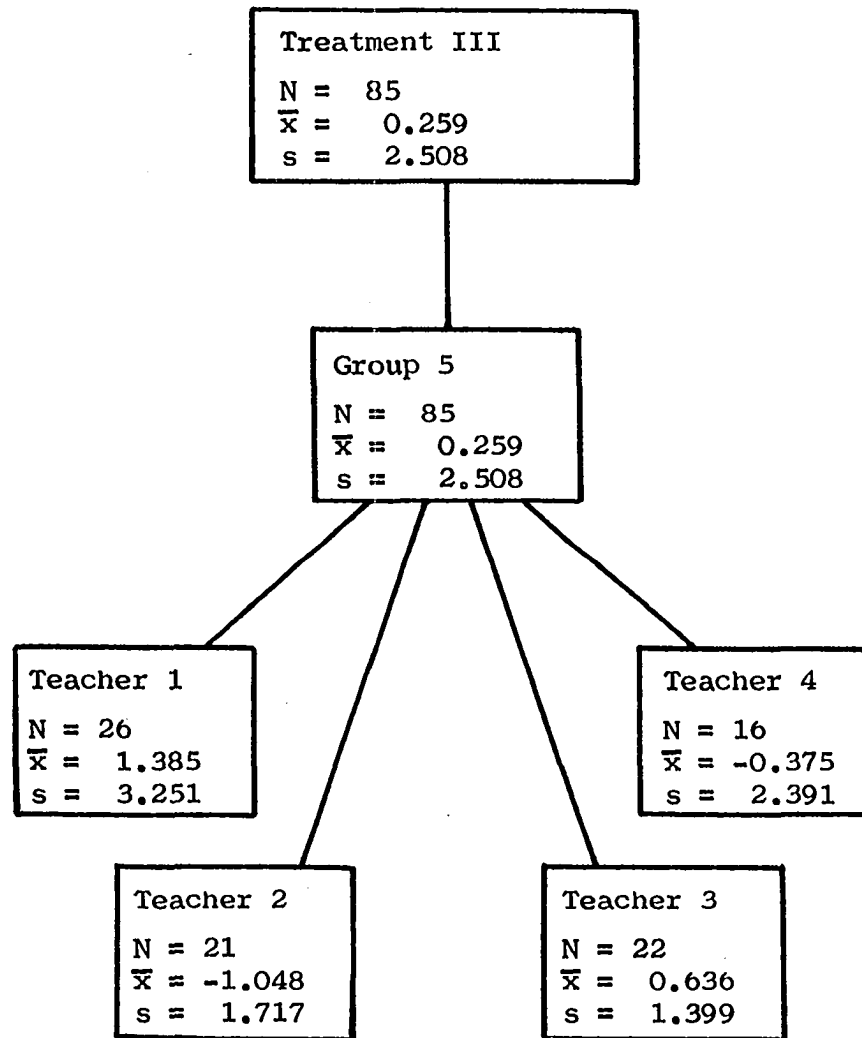 Treatment III
N = 85
x̅ = 0.259
s = 2.508
Group 5
N = 85
x̅ = 0.259
s = 2.508
Teacher 1
N = 26
x̅ = 1.385
s = 3.251
Teacher 4
N = 16
x̅ = -0.375
s = 2.391
Teacher 2
N = 21
x̅ = -1.048
s = 1.717
Teacher 3
N = 22
x̅ = 0.636
s = 1.399